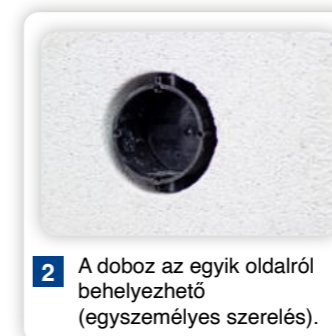 2 A doboz az egyik oldalról
behelyezhető
(egyszemélyes szerelés).